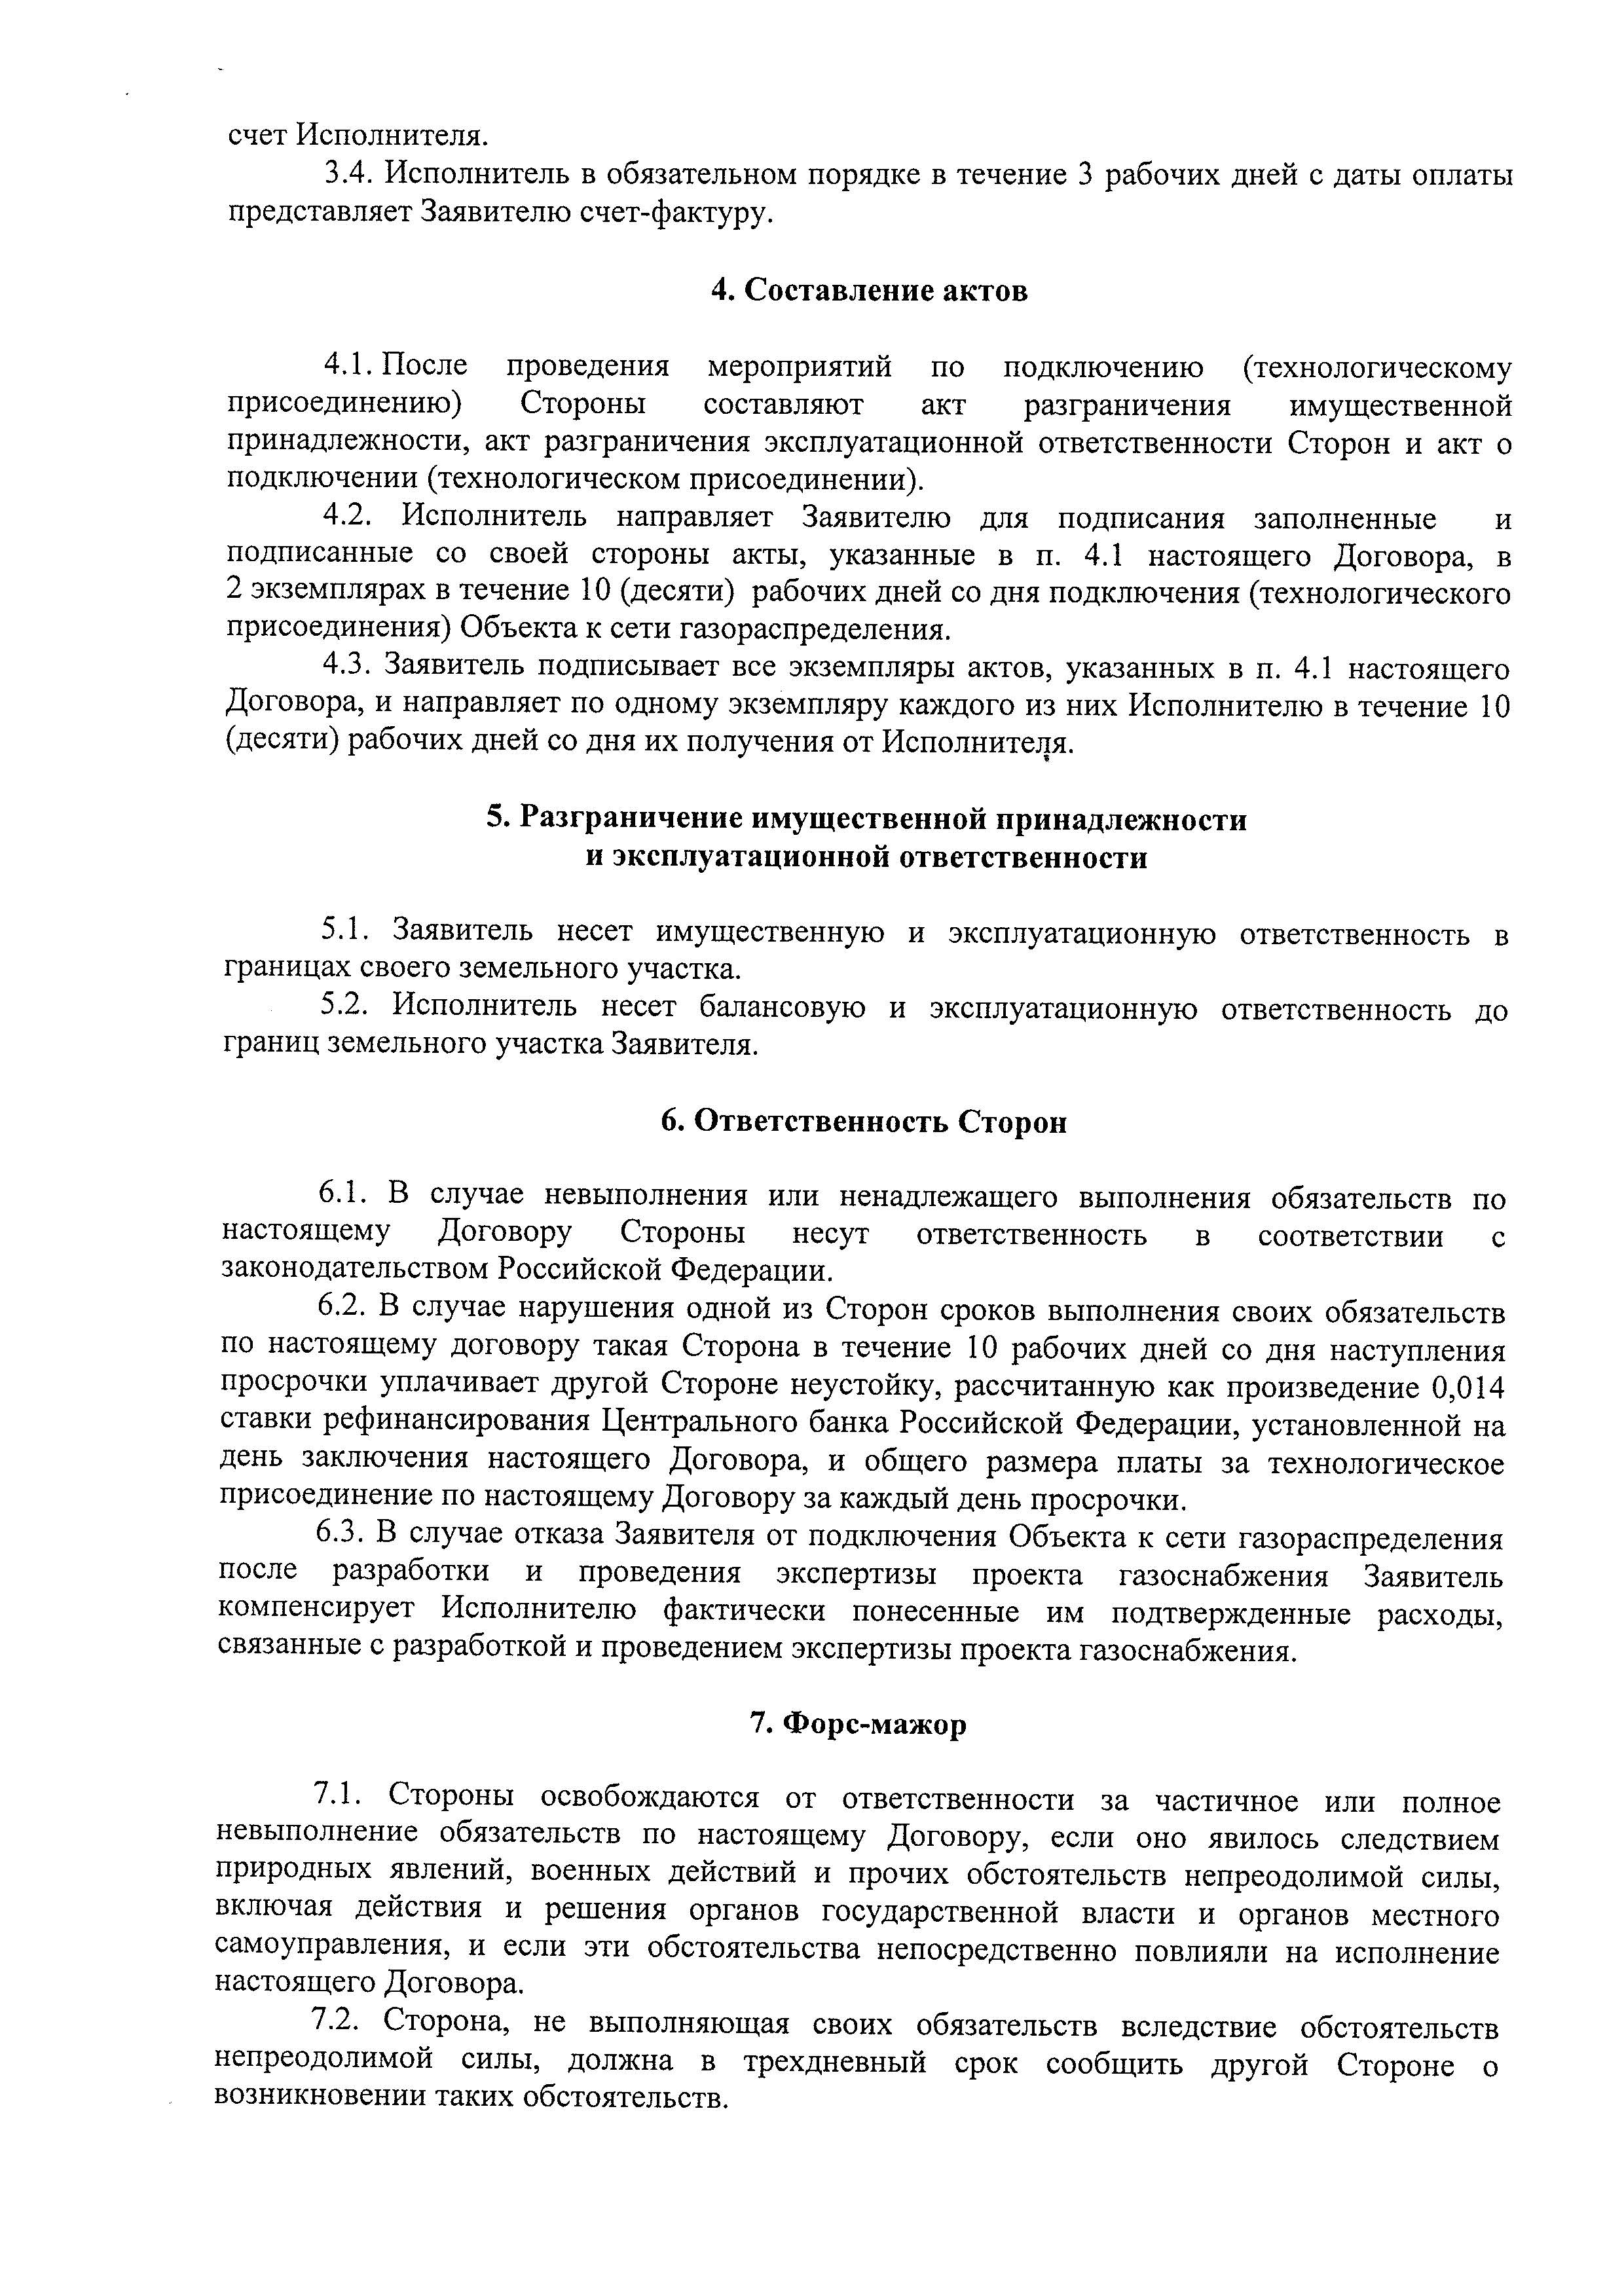 счет Исполнителя.
3.4. Исполнитель в обязательном порядке в течение 3 рабочих дней с даты оплаты
представляет Заявителю счет-фактуру.
4. Составление актов
4.1. После проведения мероприятий по подключению (технологическому
присоединению) Стороны составляют акт разграничения имущественной
принадлежности, акт разграничения эксплуатационной ответственности Сторон и акт о
подключении (технологическом присоединении).
4.2. Исполнитель направляет Заявителю для подписания заполненные и
подписанные со своей стороны акты, указанные в п. 4.1 настоящего Договора, в
2 экземплярах в течение 10 (десяти) рабочих дней со дня подключения (технологического
присоединения) Объекта к сети газораспределения.
4.3. Заявитель подписывает все экземпляры актов, указанных в п. 4.1 настоящего
Договора, и направляет по одному экземпляру каждого из них Исполнителю в течение 10
(десяти) рабочих дней со дня их получения от Исполнителя.
5. Разграничение имущественной принадлежности
и эксплуатационной ответственности
5.1. Заявитель несет имущественную и эксплуатационную ответственность в
границах своего земельного участка.
5.2. Исполнитель несет балансовую и эксплуатационную ответственность до
границ земельного участка Заявителя.
6. Ответственность Сторон
6.1. В случае невыполнения или ненадлежащего выполнения обязательств по
настоящему Договору Стороны несут ответственность в соответствии с
законодательством Российской Федерации.
6.2. В случае нарушения одной из Сторон сроков выполнения своих обязательств
по настоящему договору такая Сторона в течение 10 рабочих дней со дня наступления
просрочки уплачивает другой Стороне неустойку, рассчитанную как произведение 0,014
ставки рефинансирования Центрального банка Российской Федерации, установленной на
день заключения настоящего Договора, и общего размера платы за технологическое
присоединение по настоящему Договору за каждый день просрочки.
6.3. В случае отказа Заявителя от подключения Объекта к сети газораспределения
после разработки и проведения экспертизы проекта газоснабжения Заявитель
компенсирует Исполнителю фактически понесенные им подтвержденные расходы,
связанные с разработкой и проведением экспертизы проекта газоснабжения.
7. Форс-мажор
7.1. Стороны освобождаются от ответственности за частичное или полное
невыполнение обязательств по настоящему Договору, если оно явилось следствием
природных явлений, военных действий и прочих обстоятельств непреодолимой силы,
включая действия и решения органов государственной власти и органов местного
самоуправления, и если эти обстоятельства непосредственно повлияли на исполнение
настоящего Договора.
7.2. Сторона, не выполняющая своих обязательств вследствие обстоятельств
непреодолимой силы, должна в трехдневный срок сообщить другой Стороне о
возникновении таких обстоятельств.